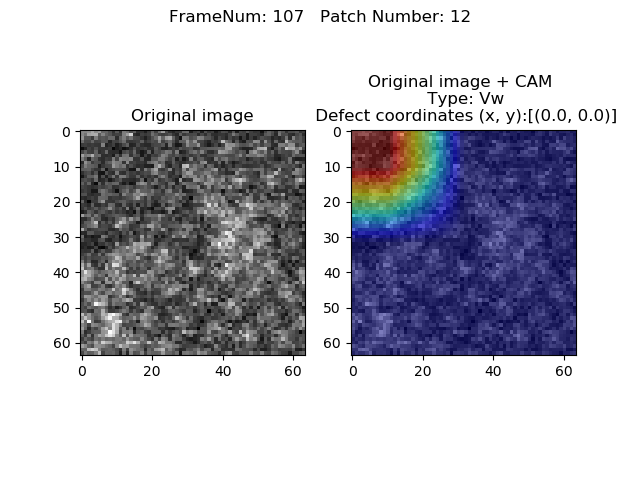 FrameNum: 107   Patch Number: 12
Original image
0
10
20
30
40
50
60
0 20 40 60
Original image + CAM
Type: Vw
Defect coordinates (x, y):[(0.0, 0.0)]
0
10
20
30
40
50
60
0 20 40 60